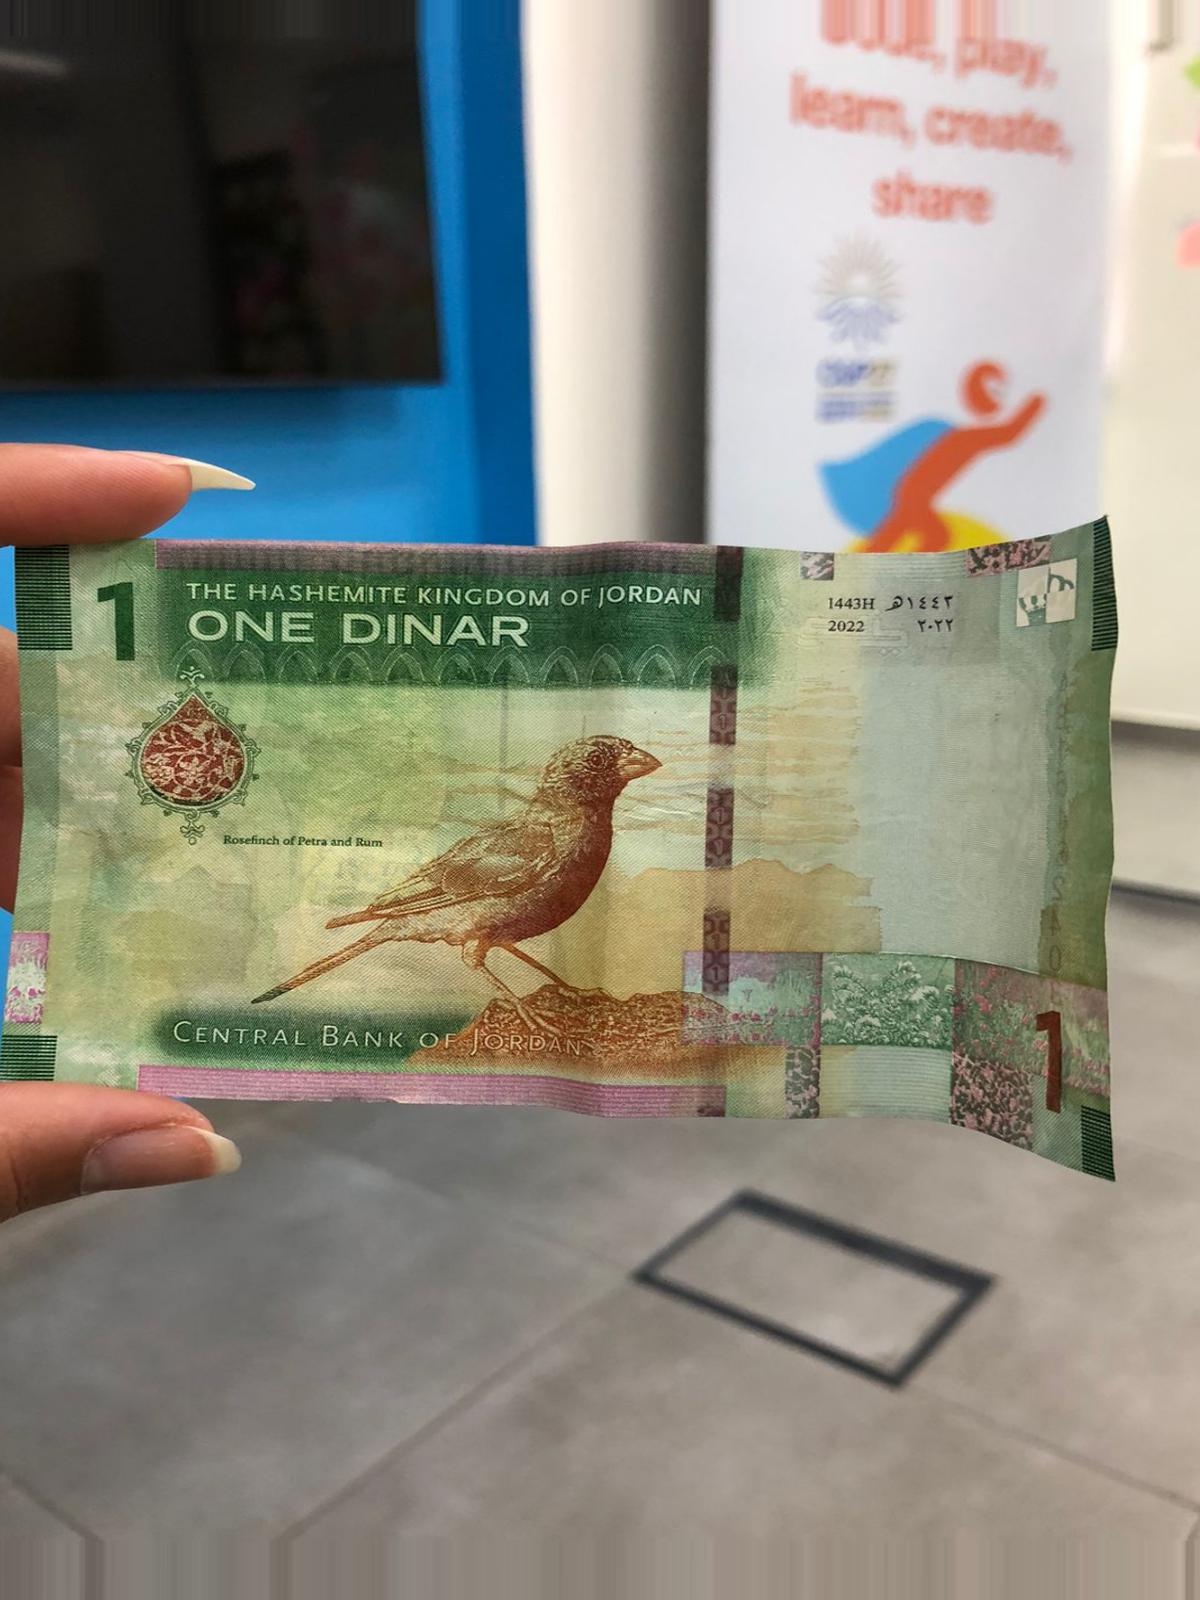 play,
learn, create,
share
1
THE HASHEMITE KINGDOM OF JORDAN
ONE DINAR
1443H ١٤٤٣هـ
2022 ٢٠٢٢
Rosefinch of Petra and Rum
CENTRAL BANK OF JORDAN
1